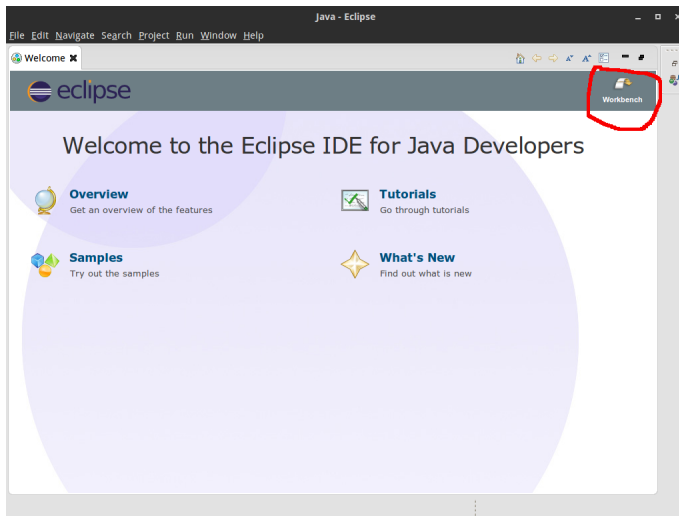 Java - Eclipse
File Edit Navigate Search Project Run Window Help
Welcome
eclipse
Workbench
Welcome to the Eclipse IDE for Java Developers
Overview
Get an overview of the features
Tutorials
Go through tutorials
Samples
Try out the samples
What's New
Find out what is new